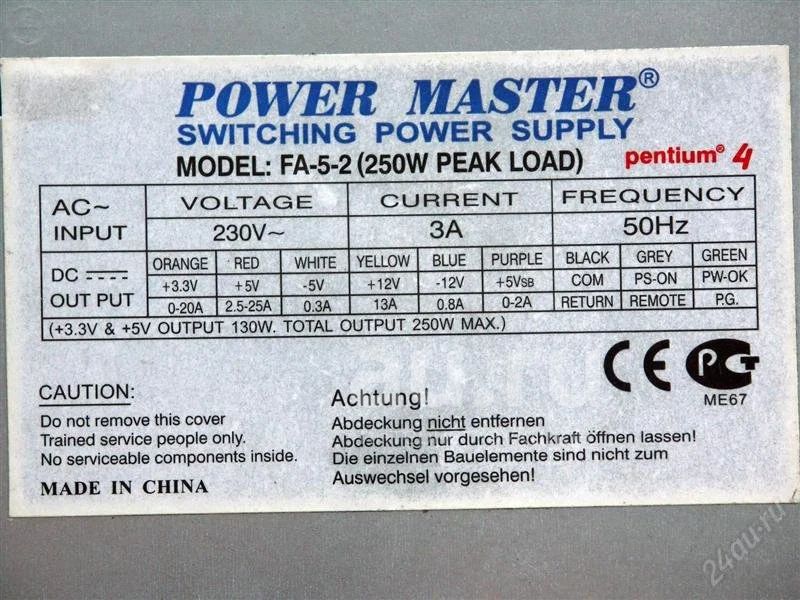 POWER MASTER®
SWITCHING POWER SUPPLY
MODEL: FA-5-2 (250W PEAK LOAD) pentium® 4
AC~ INPUT VOLTAGE CURRENT FREQUENCY
230V~ 3A 50Hz
DC OUT PUT ORANGE RED WHITE YELLOW BLUE PURPLE BLACK GREY GREEN
+3.3V +5V -5V +12V -12V +5VSB COM PS-ON PW-OK
0-20A 2.5-25A 0.3A 13A 0.8A 0-2A RETURN REMOTE P.G.
(+3.3V & +5V OUTPUT 130W. TOTAL OUTPUT 250W MAX.)
CE РСТ
ME67
CAUTION:
Do not remove this cover
Trained service people only.
No serviceable components inside.
MADE IN CHINA
Achtung!
Abdeckung nicht entfernen
Abdeckung nur durch Fachkraft öffnen lassen!
Die einzelnen Bauelemente sind nicht zum
Auswechsel vorgesehen!
24au.ru